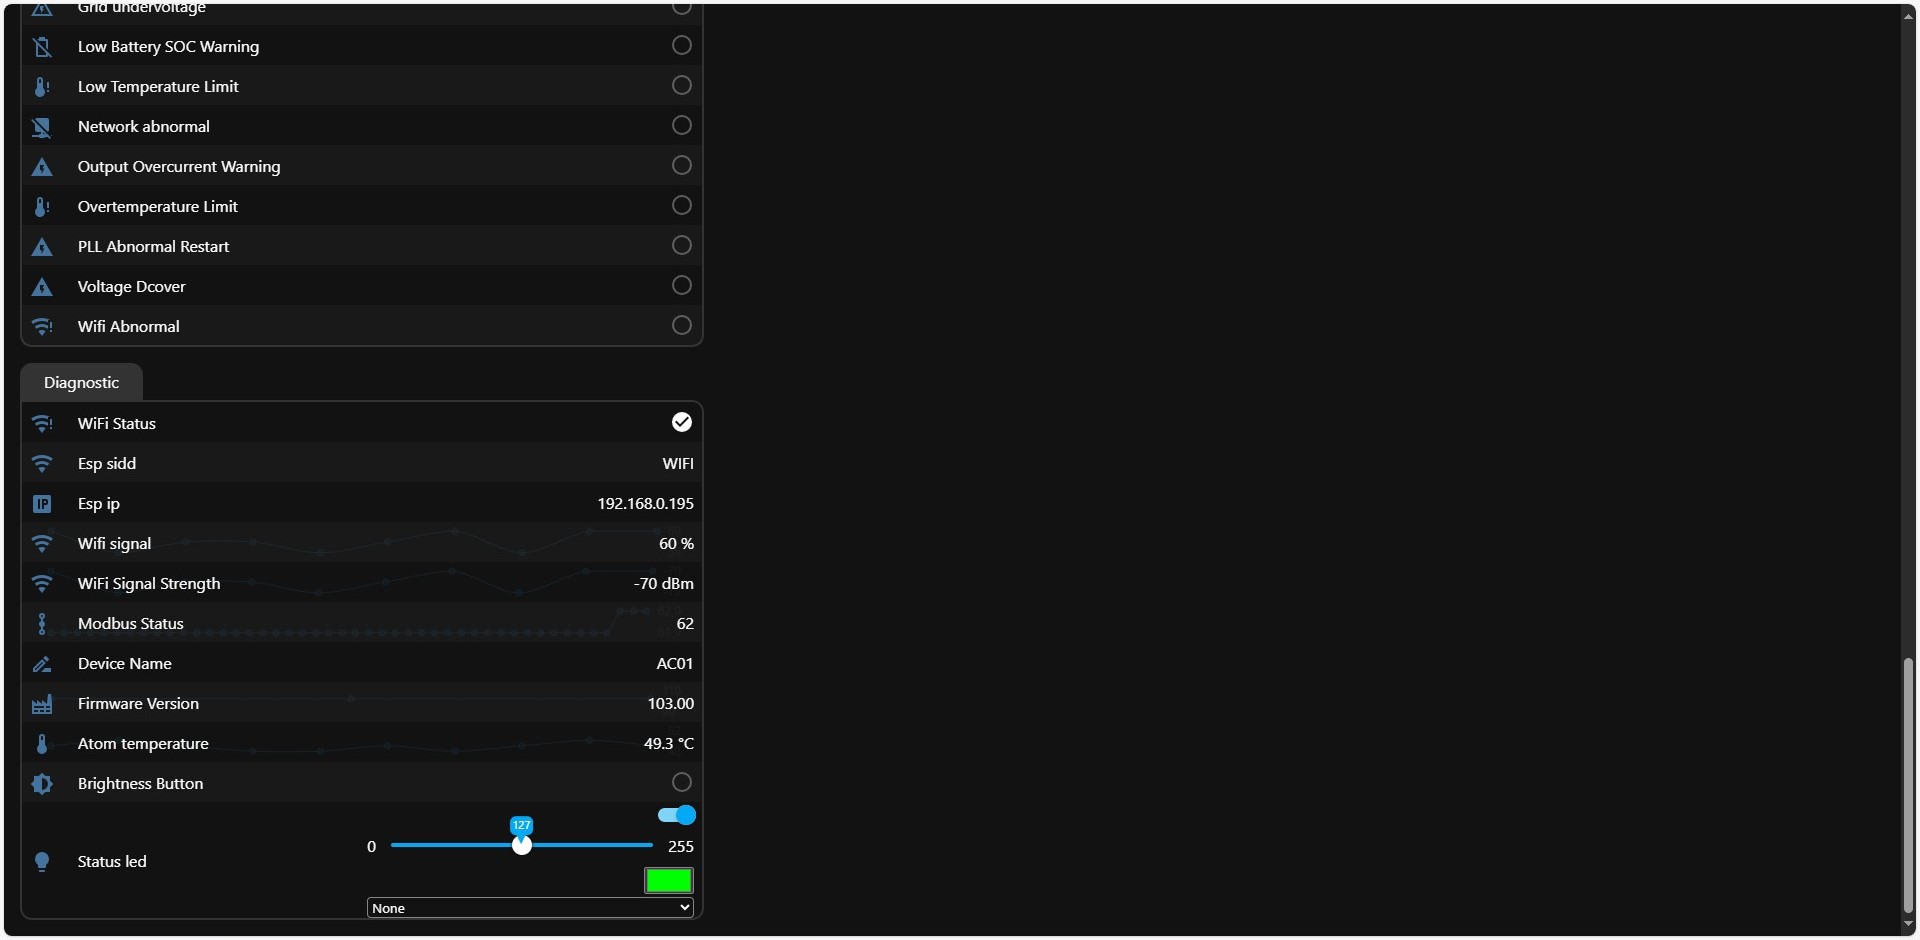 Grid undervoltage
Low Battery SOC Warning
Low Temperature Limit
Network abnormal
Output Overcurrent Warning
Overtemperature Limit
PLL Abnormal Restart
Voltage Dcover
Wifi Abnormal
Diagnostic
WiFi Status
Esp sidd WIFI
IP Esp ip 192.168.0.195
Wifi signal 60 %
WiFi Signal Strength -70 dBm
Modbus Status 62
Device Name AC01
Firmware Version 103.00
Atom temperature 49.3 °C
Brightness Button
127
0 255
Status led
None